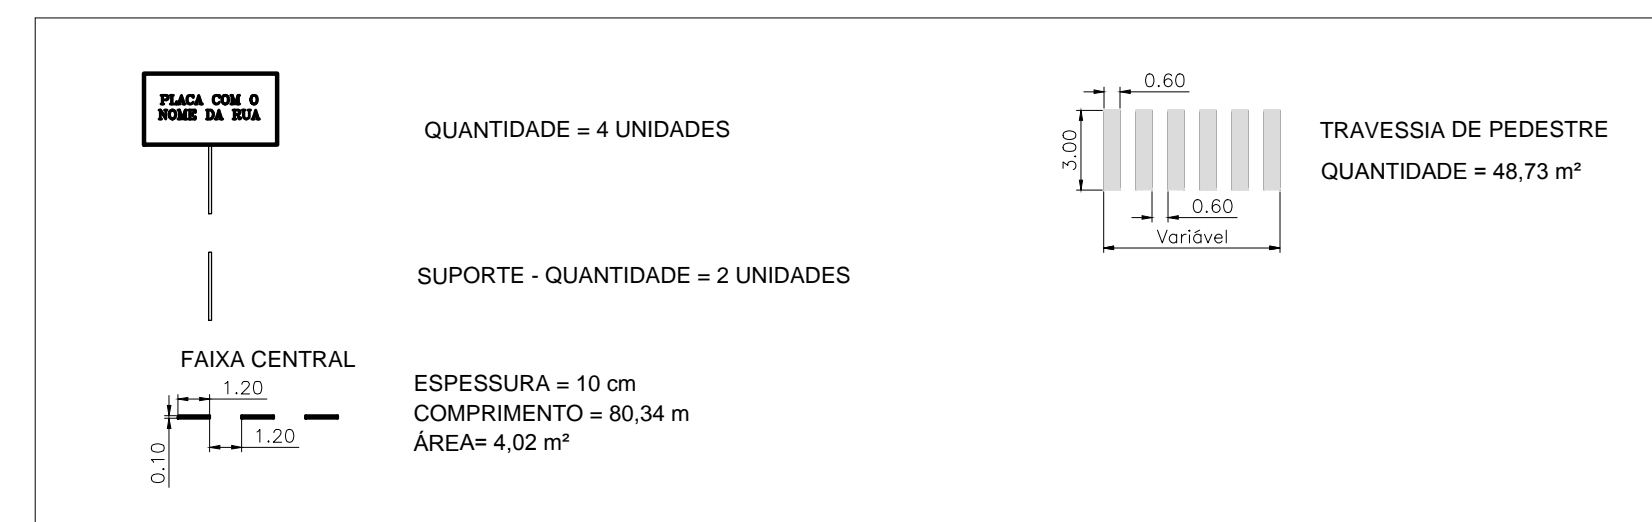 PLACA COM O
NOME DA RUA
QUANTIDADE = 4 UNIDADES
SUPORTE - QUANTIDADE = 2 UNIDADES
FAIXA CENTRAL
1.20
1.20
0.10
ESPESSURA = 10 cm
COMPRIMENTO = 80,34 m
ÁREA= 4,02 m²
0.60
3.00
0.60
Variável
TRAVESSIA DE PEDESTRE
QUANTIDADE = 48,73 m²